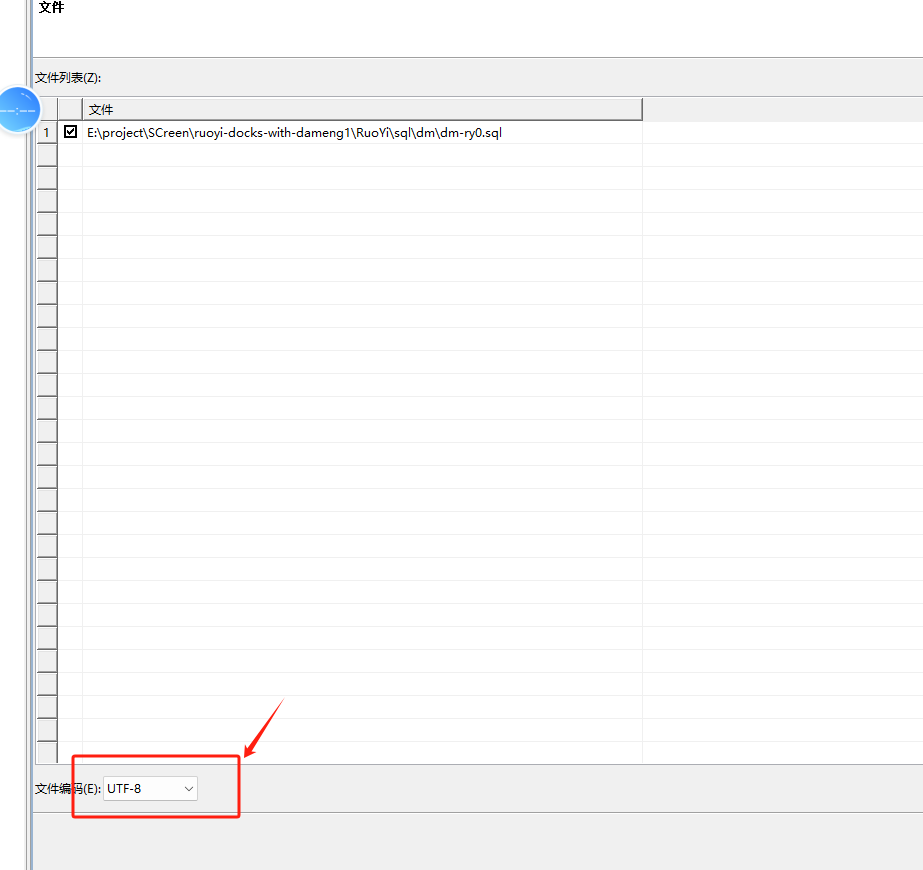 文件
文件列表(Z):
文件
1 E:\project\SCreen\ruoyi-docks-with-dameng1\RuoYi\sql\dm\dm-ry0.sql
--:--
文件编码(E): UTF-8